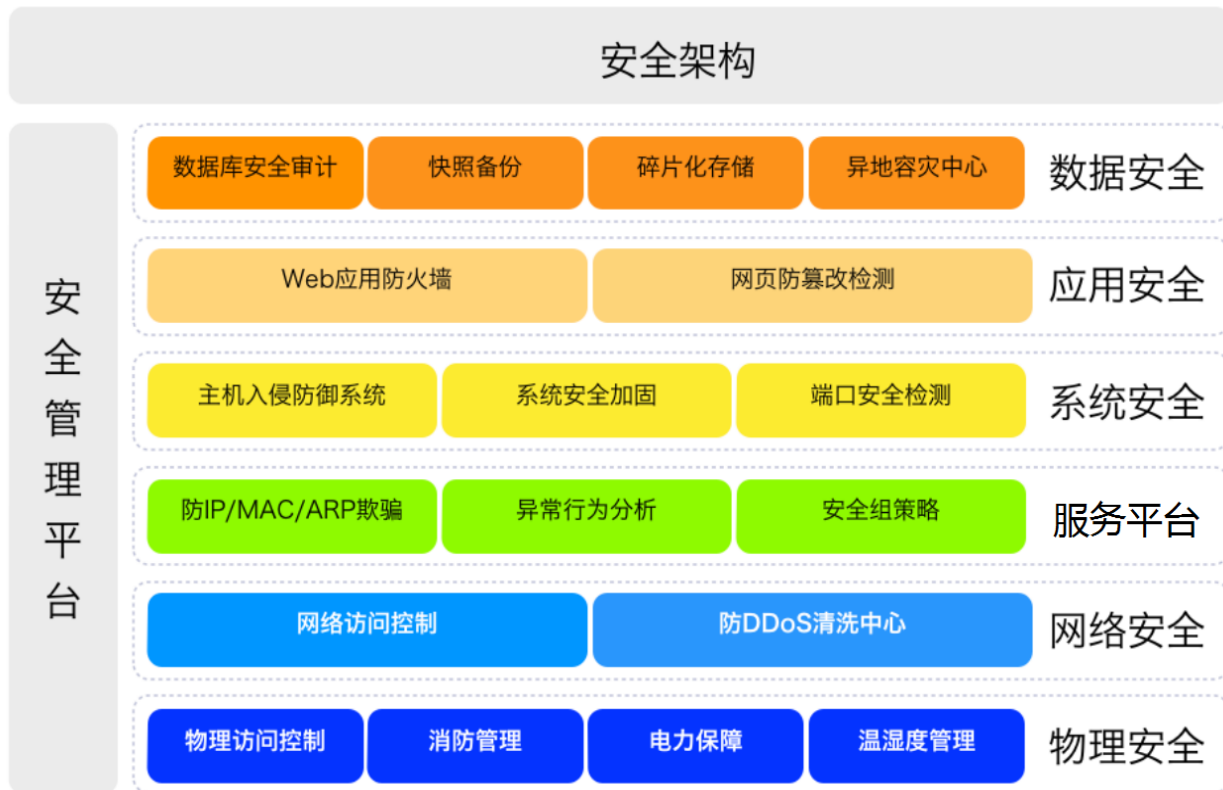 安全架构
安全管理平台
数据库安全审计 快照备份 碎片化存储 异地容灾中心 数据安全
Web应用防火墙 网页防篡改检测 应用安全
主机入侵防御系统 系统安全加固 端口安全检测 系统安全
防IP/MAC/ARP欺骗 异常行为分析 安全组策略 服务平台
网络访问控制 防DDoS清洗中心 网络安全
物理访问控制 消防管理 电力保障 温湿度管理 物理安全